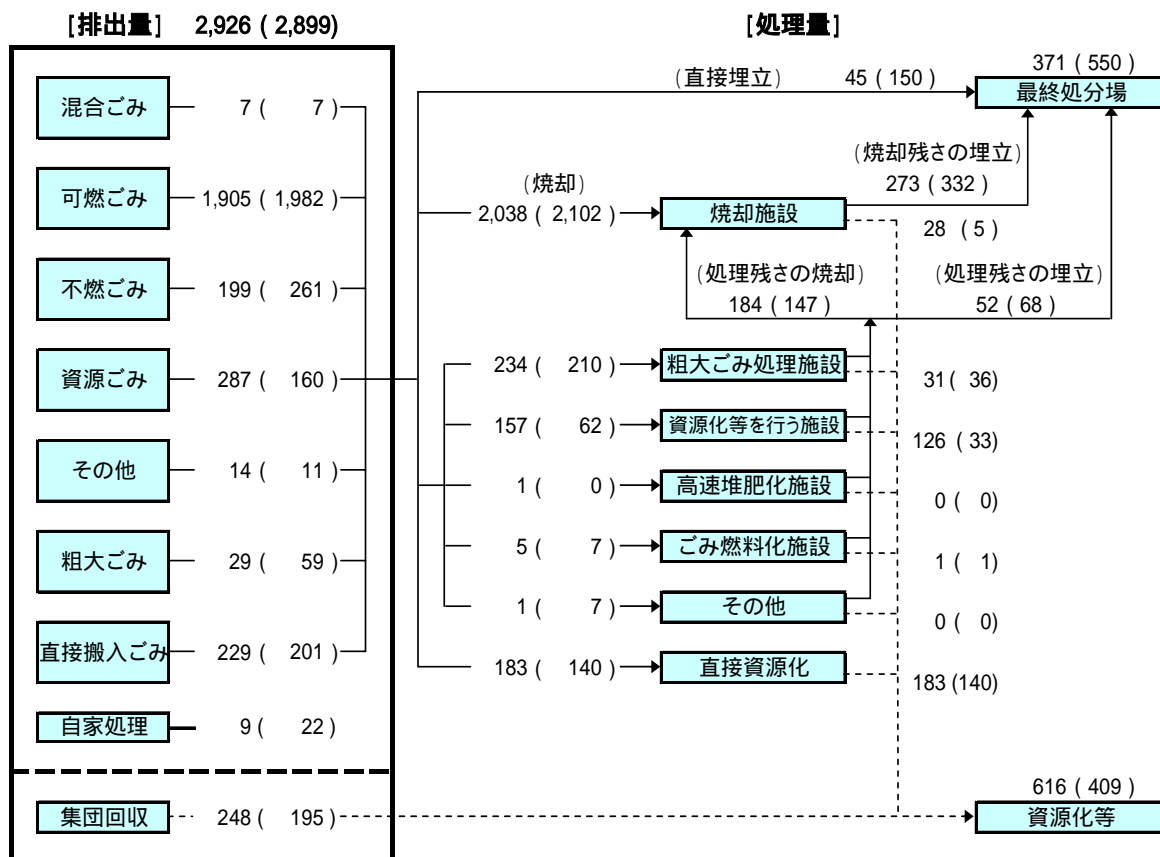 [排出量] 2,926 ( 2,899) [処理量]
混合ごみ 7 ( 7 )
可燃ごみ 1,905 ( 1,982 )
不燃ごみ 199 ( 261 )
資源ごみ 287 ( 160 )
その他 14 ( 11 )
粗大ごみ 29 ( 59 )
直接搬入ごみ 229 ( 201 )
自家処理 9 ( 22 )
集団回収 248 ( 195 )
(直接埋立) 45 ( 150 )
371 ( 550 )
最終処分場
(焼却残さの埋立)
273 ( 332 )
(焼却)
2,038 ( 2,102 ) 焼却施設
28 ( 5 )
(処理残さの焼却) (処理残さの埋立)
184 ( 147 ) 52 ( 68 )
234 ( 210 ) 粗大ごみ処理施設 31 ( 36)
157 ( 62 ) 資源化等を行う施設 126 ( 33)
1 ( 0 ) 高速堆肥化施設 0 ( 0)
5 ( 7 ) ごみ燃料化施設 1 ( 1)
1 ( 7 ) その他 0 ( 0)
183 ( 140 ) 直接資源化 183 (140)
616 ( 409 )
資源化等